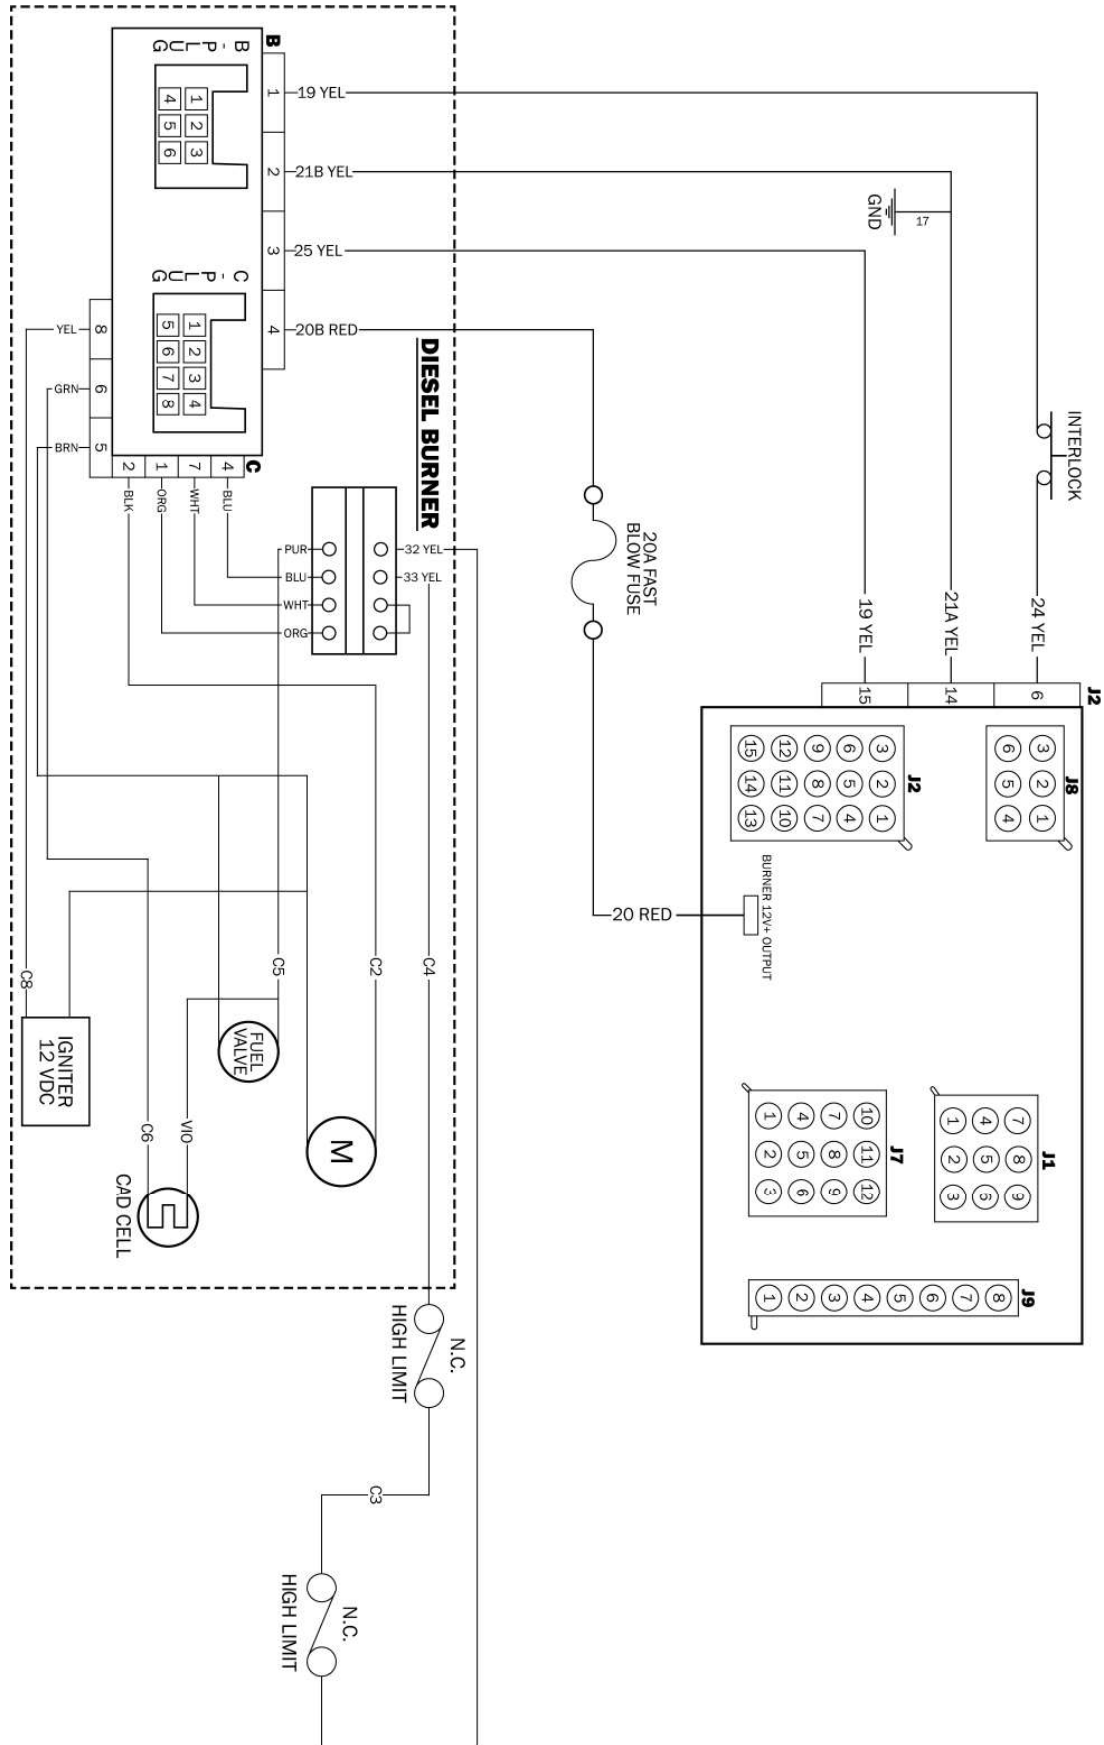 B
B - PLUG
1 2 3
4 5 6
1
2
3
4
19 YEL
21B YEL
25 YEL
20B RED
C - PLUG
1 2 3 4
5 6 7 8
8
6
5
YEL
GRN
BRN
C
2
1
7
4
BLK
ORG
WHT
BLU
DIESEL BURNER
PUR
BLU
WHT
ORG
32 YEL
33 YEL
GND
17
INTERLOCK
20A FAST
BLOW FUSE
19 YEL
21A YEL
24 YEL
J2
15
14
6
J8
3 2 1
6 5 4
J2
3 2 1
6 5 4
9 8 7
12 11 10
15 14 13
BURNER 12V+ OUTPUT
20 RED
J7
10 11 12
7 8 9
4 5 6
1 2 3
J1
7 8 9
4 5 6
1 2 3
J9
8
7
6
5
4
3
2
1
C8
C5
C2
C4
IGNITER
12 VDC
FUEL
VALVE
C6
VIO
M
CAD CELL
N.C.
HIGH LIMIT
C3
N.C.
HIGH LIMIT